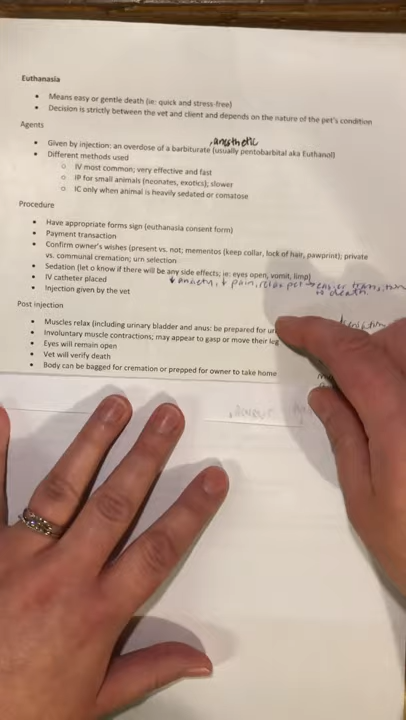 Euthanasia
• Means easy or gentle death (ie: quick and stress-free)
• Decision is strictly between the vet and client and depends on the nature of the pet's condition
Agents
, anesthetic
• Given by injection: an overdose of a barbiturate (usually pentobarbital aka Euthanol)
• Different methods used
o IV most common; very effective and fast
o IP for small animals (neonates, exotics); slower
o IC only when animal is heavily sedated or comatose
Procedure
• Have appropriate forms sign (euthanasia consent form)
• Payment transaction
• Confirm owner's wishes (present vs. not; mementos (keep collar, lock of hair, pawprint); private
vs. communal cremation; urn selection
• Sedation (let o know if there will be any side effects; ie: eyes open, vomit, limp)
• IV catheter placed ↓ anxiety, ↓ pain, relax pet → easier transition
to death.
• Injection given by the vet
Post injection
• Muscles relax (including urinary bladder and anus: be prepared for
• Involuntary muscle contractions; may appear to gasp or move their leg
• Eyes will remain open
• Vet will verify death
• Body can be bagged for cremation or prepped for owner to take home